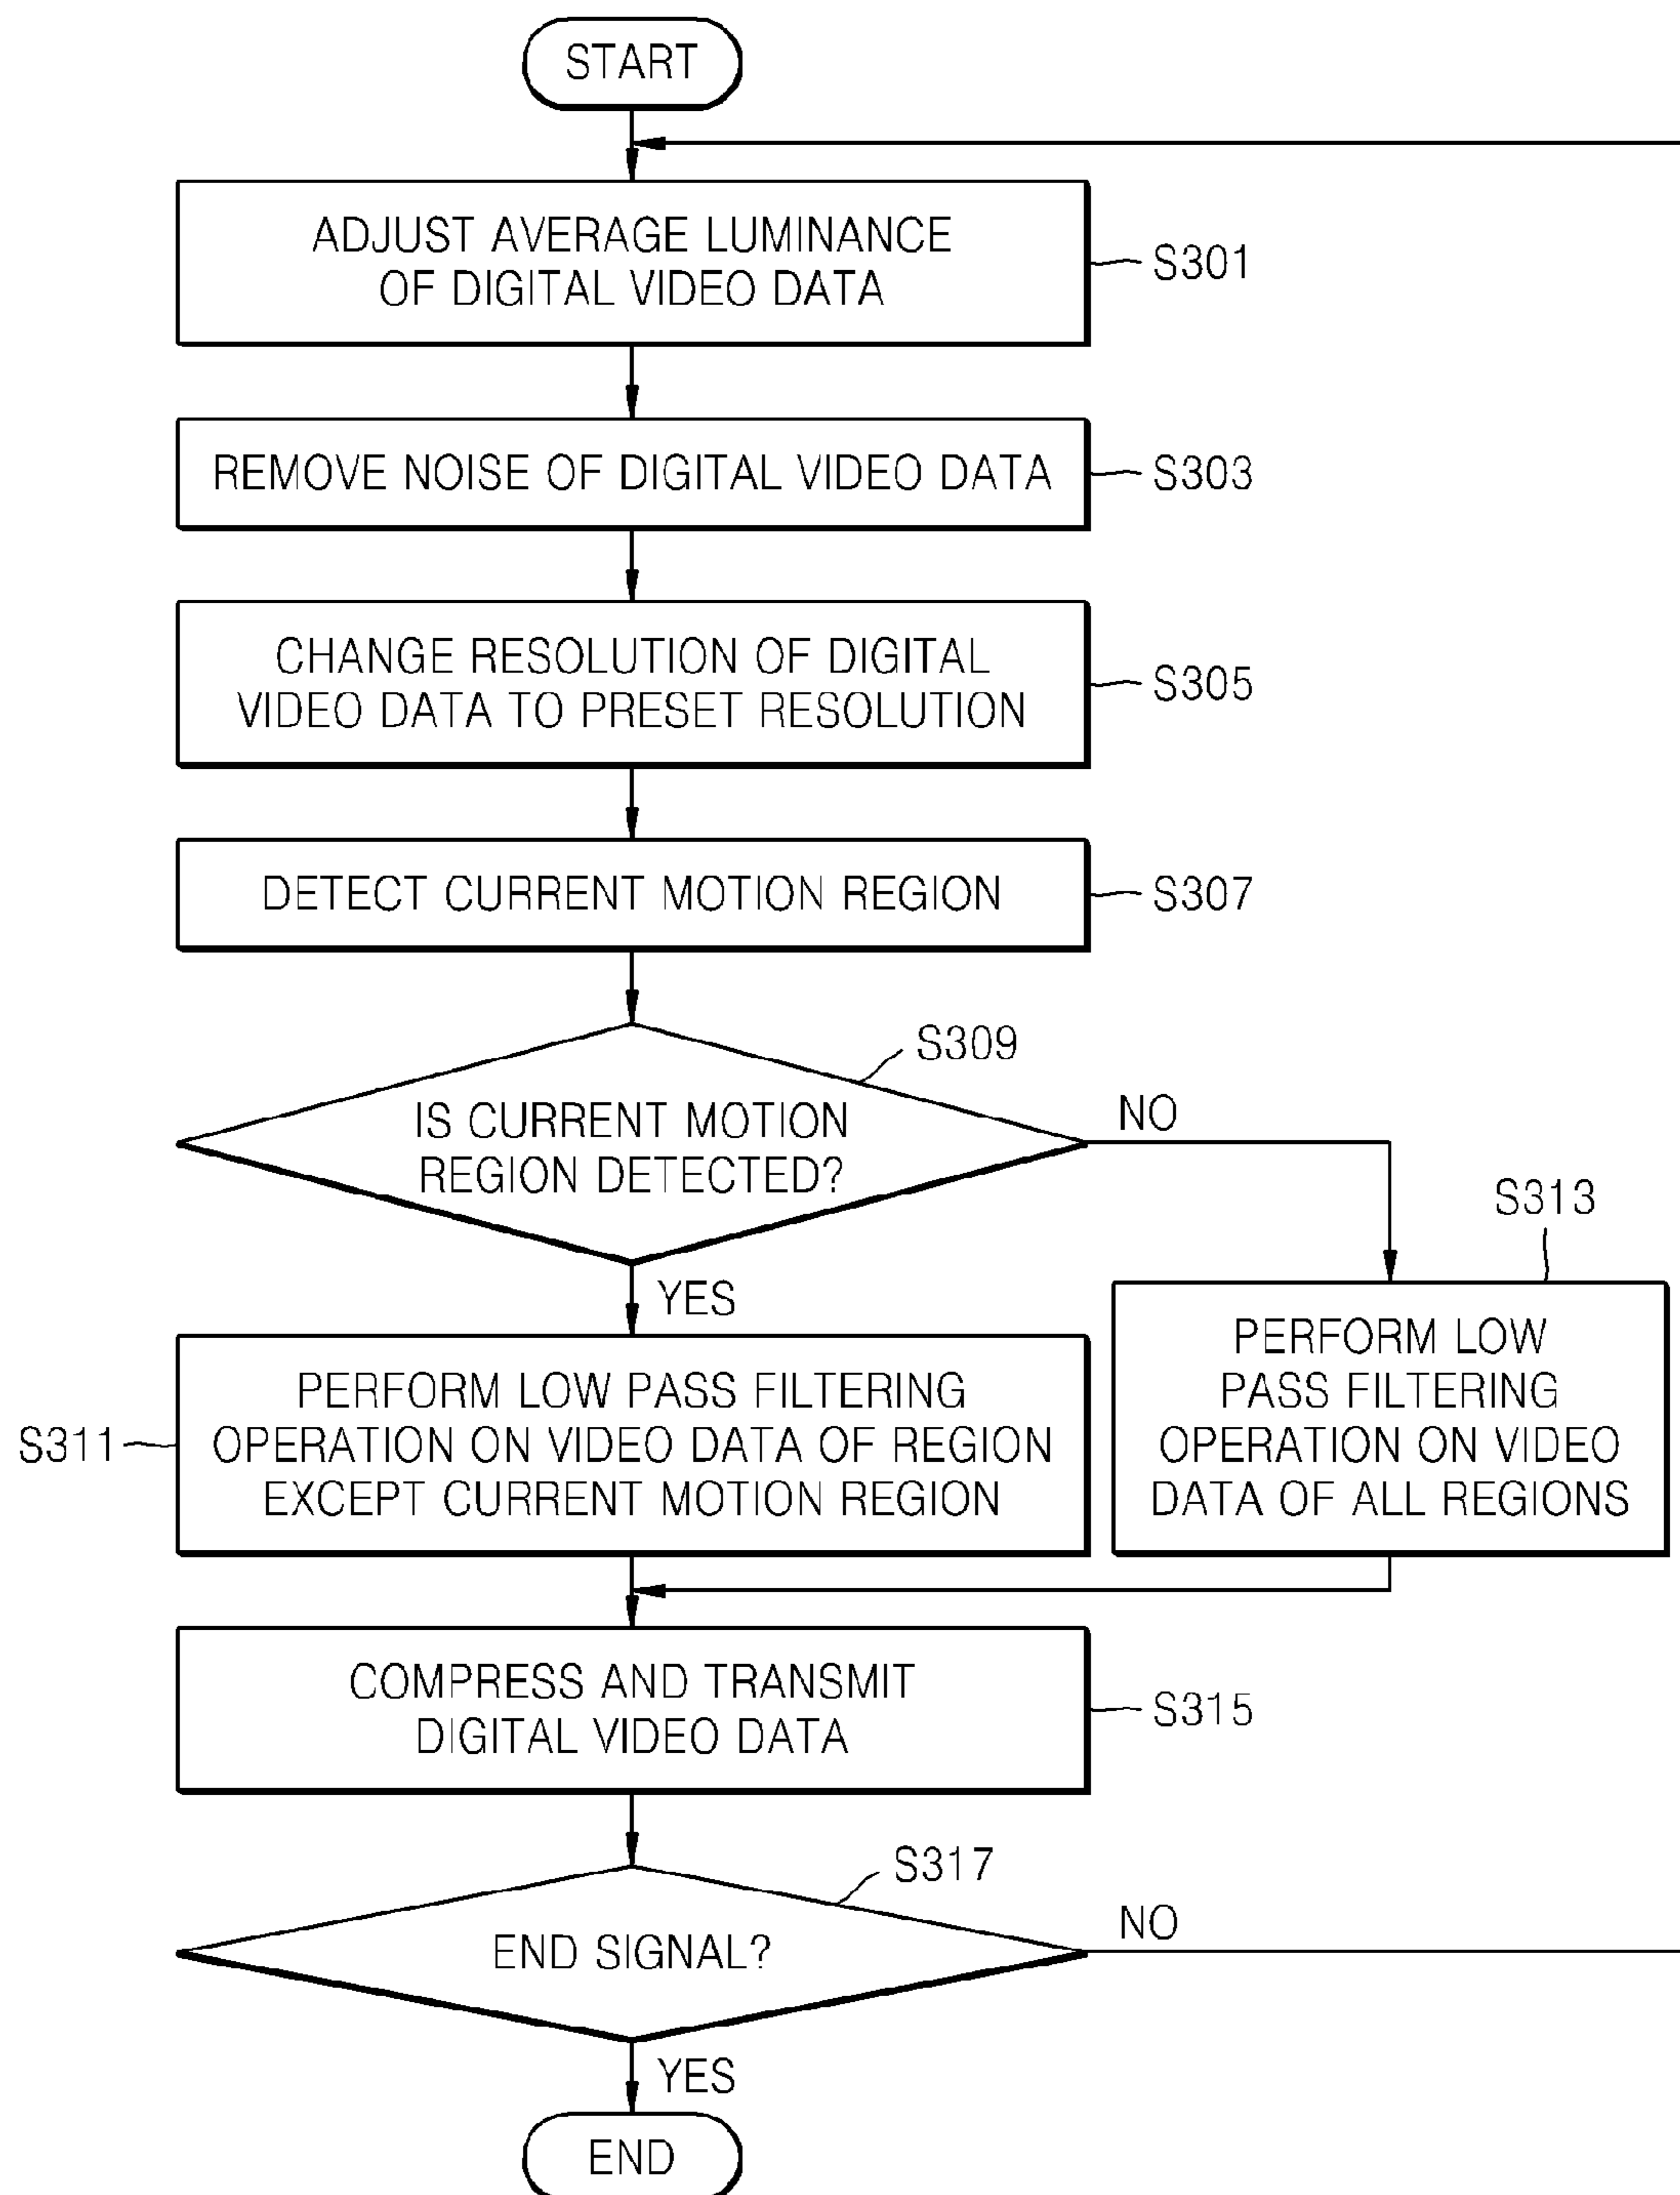 START
ADJUST AVERAGE LUMINANCE
OF DIGITAL VIDEO DATA
S301
REMOVE NOISE OF DIGITAL VIDEO DATA
S303
CHANGE RESOLUTION OF DIGITAL
VIDEO DATA TO PRESET RESOLUTION
S305
DETECT CURRENT MOTION REGION
S307
S309
IS CURRENT MOTION
REGION DETECTED?
NO
YES
S311
PERFORM LOW PASS FILTERING
OPERATION ON VIDEO DATA OF REGION
EXCEPT CURRENT MOTION REGION
S313
PERFORM LOW
PASS FILTERING
OPERATION ON VIDEO
DATA OF ALL REGIONS
COMPRESS AND TRANSMIT
DIGITAL VIDEO DATA
S315
S317
END SIGNAL?
NO
YES
END